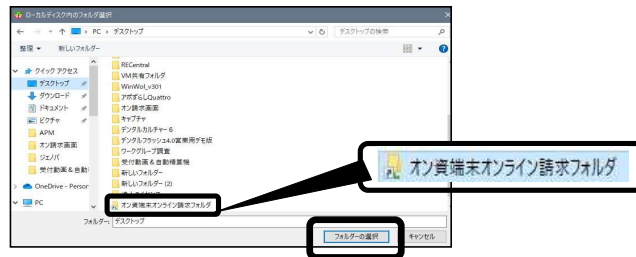 ローカルディスク内のフォルダ選択
PC > デスクトップ
デスクトップの検索
整理 新しいフォルダー
クイック アクセス
デスクトップ
ダウンロード
ドキュメント
ピクチャ
APM
オン請求画面
ジェノバ
受付動画&自動
OneDrive - Person
PC
RECentral
VM共有フォルダ
WinWol_v301
アポずらしQuattro
オン請求画面
キャプチャ
デンタルカルチャー 6
デンタルフラッシュ4.0営業用デモ版
ワークグループ調査
受付動画&自動精算機
新しいフォルダー
新しいフォルダー (2)
オン資端末オンライン請求フォルダ
オン資端末オンライン請求フォルダ
フォルダー: デスクトップ
フォルダーの選択 キャンセル